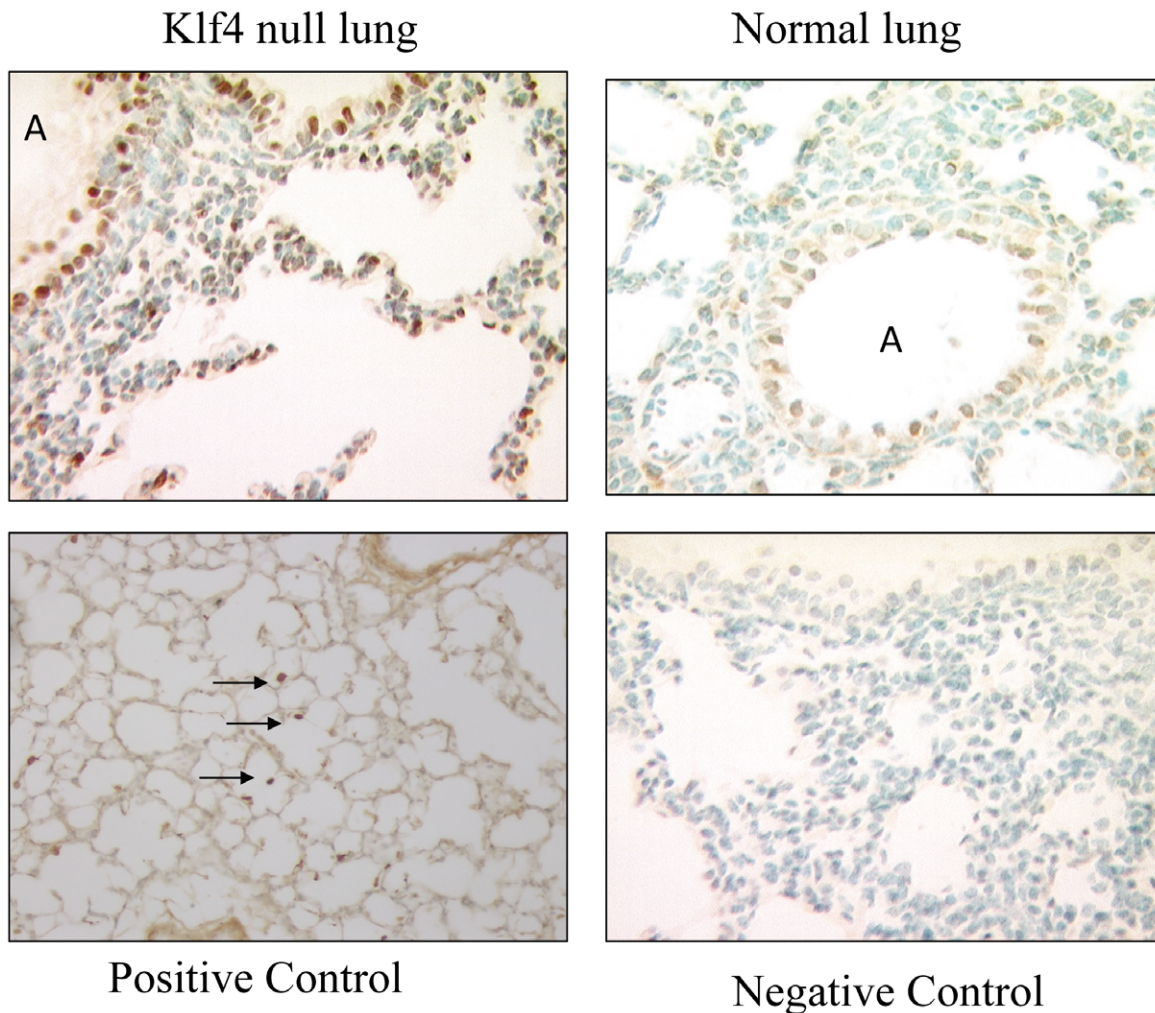 Klf4 null lung
Normal lung
A
A
Positive Control
Negative Control